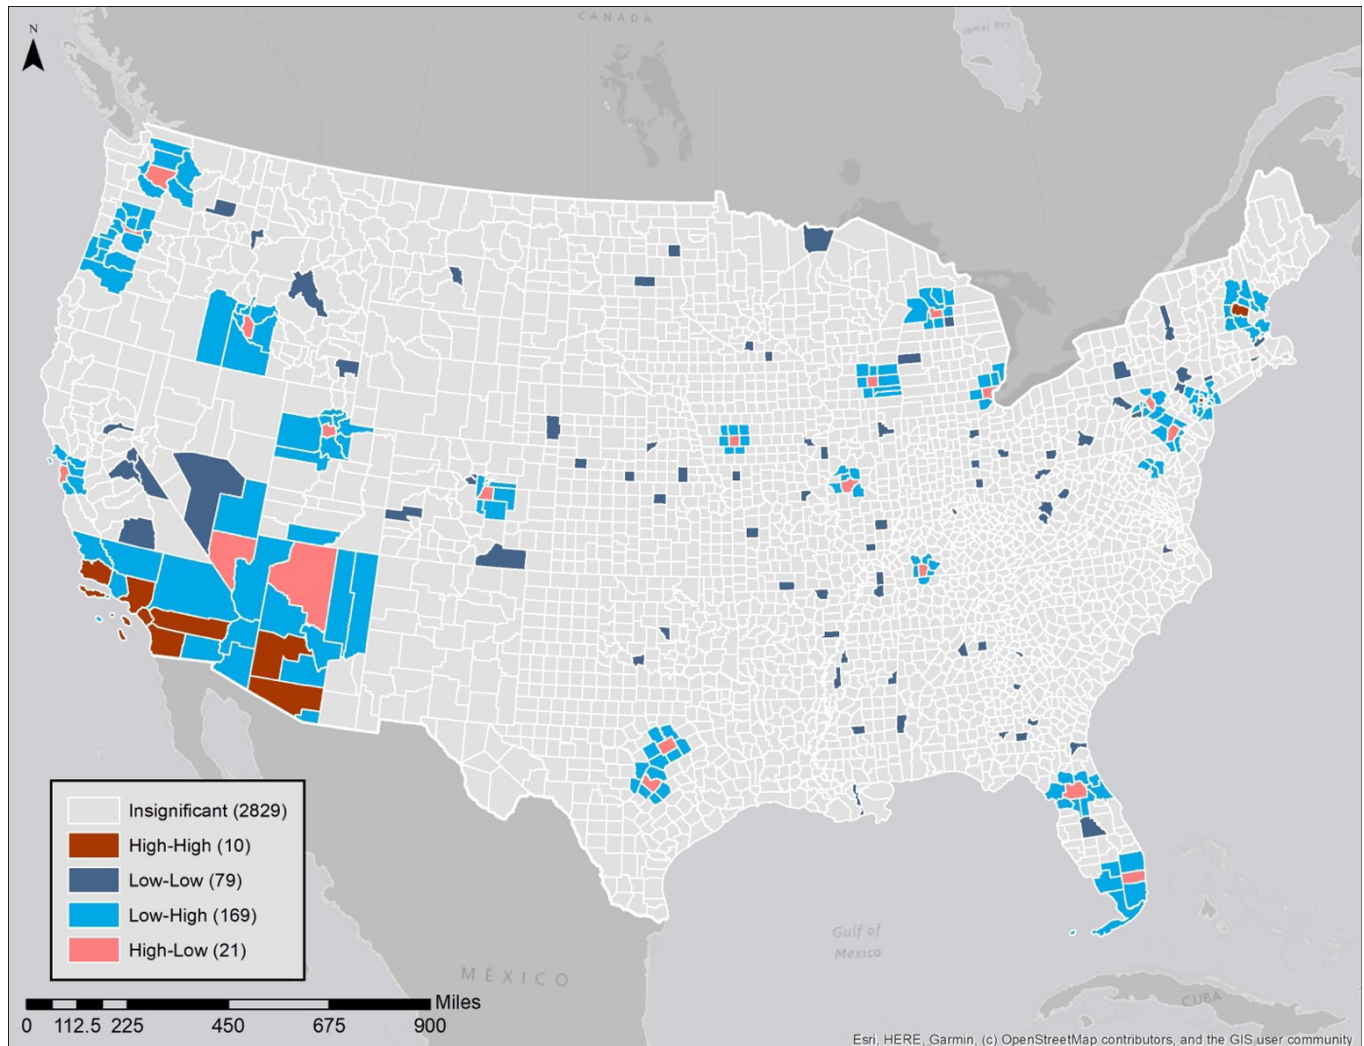 CANADA
James Bay
N
Insignificant (2829)
High-High (10)
Low-Low (79)
Low-High (169)
High-Low (21)
Gulf of
Mexico
MÉXICO
CUBA
Miles
0 112.5 225 450 675 900
Esri, HERE, Garmin, (c) OpenStreetMap contributors, and the GIS user community